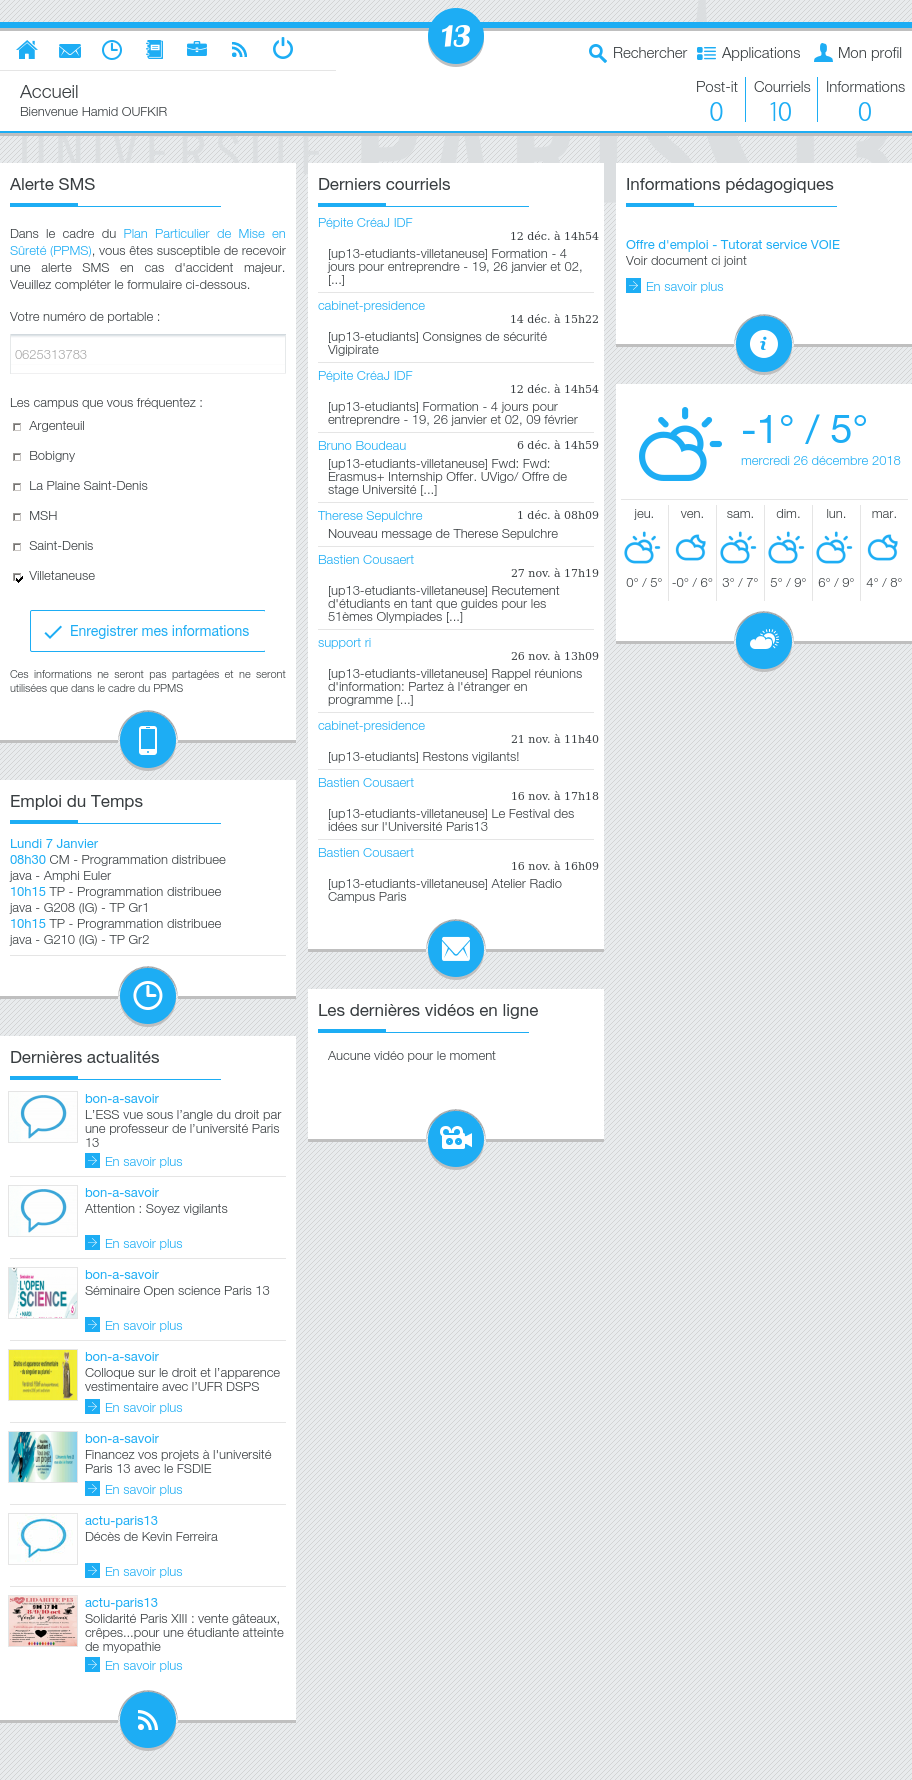 13
Rechercher
Applications
Mon profil
Accueil
Bienvenue Hamid OUFKIR
Post-it
0
Courriels
10
Informations
0
UNIVERSITÉ PARIS 13
Alerte SMS
Dans le cadre du Plan Particulier de Mise en
Sûreté (PPMS), vous êtes susceptible de recevoir
une alerte SMS en cas d'accident majeur.
Veuillez compléter le formulaire ci-dessous.
Votre numéro de portable :
0625313783
Les campus que vous fréquentez :
Argenteuil
Bobigny
La Plaine Saint-Denis
MSH
Saint-Denis
Villetaneuse
Enregistrer mes informations
Ces informations ne seront pas partagées et ne seront
utilisées que dans le cadre du PPMS
Emploi du Temps
Lundi 7 Janvier
08h30 CM - Programmation distribuee
java - Amphi Euler
10h15 TP - Programmation distribuee
java - G208 (IG) - TP Gr1
10h15 TP - Programmation distribuee
java - G210 (IG) - TP Gr2
Dernières actualités
bon-a-savoir
L'ESS vue sous l'angle du droit par
une professeur de l'université Paris
13
En savoir plus
bon-a-savoir
Attention : Soyez vigilants
En savoir plus
L'OPEN
SCIENCE
bon-a-savoir
Séminaire Open science Paris 13
En savoir plus
bon-a-savoir
Colloque sur le droit et l'apparence
vestimentaire avec l'UFR DSPS
En savoir plus
bon-a-savoir
Financez vos projets à l'université
Paris 13 avec le FSDIE
En savoir plus
actu-paris13
Décès de Kevin Ferreira
En savoir plus
SOLIDARITE P13
9H 17 H
8/9/10 oct
Vente de gâteaux
actu-paris13
Solidarité Paris XIII : vente gâteaux,
crêpes...pour une étudiante atteinte
de myopathie
En savoir plus
Derniers courriels
Pépite CréaJ IDF
12 déc. à 14h54
[up13-etudiants-villetaneuse] Formation - 4
jours pour entreprendre - 19, 26 janvier et 02,
[...]
cabinet-presidence
14 déc. à 15h22
[up13-etudiants] Consignes de sécurité
Vigipirate
Pépite CréaJ IDF
12 déc. à 14h54
[up13-etudiants] Formation - 4 jours pour
entreprendre - 19, 26 janvier et 02, 09 février
Bruno Boudeau
6 déc. à 14h59
[up13-etudiants-villetaneuse] Fwd: Fwd:
Erasmus+ Internship Offer. UVigo/ Offre de
stage Université [...]
Therese Sepulchre
1 déc. à 08h09
Nouveau message de Therese Sepulchre
Bastien Cousaert
27 nov. à 17h19
[up13-etudiants-villetaneuse] Recutement
d'étudiants en tant que guides pour les
51èmes Olympiades [...]
support ri
26 nov. à 13h09
[up13-etudiants-villetaneuse] Rappel réunions
d'information: Partez à l'étranger en
programme [...]
cabinet-presidence
21 nov. à 11h40
[up13-etudiants] Restons vigilants!
Bastien Cousaert
16 nov. à 17h18
[up13-etudiants-villetaneuse] Le Festival des
idées sur l'Université Paris13
Bastien Cousaert
16 nov. à 16h09
[up13-etudiants-villetaneuse] Atelier Radio
Campus Paris
Les dernières vidéos en ligne
Aucune vidéo pour le moment
Informations pédagogiques
Offre d'emploi - Tutorat service VOIE
Voir document ci joint
En savoir plus
-1° / 5°
mercredi 26 décembre 2018
jeu. ven. sam. dim. lun. mar.
0° / 5° -0° / 6° 3° / 7° 5° / 9° 6° / 9° 4° / 8°